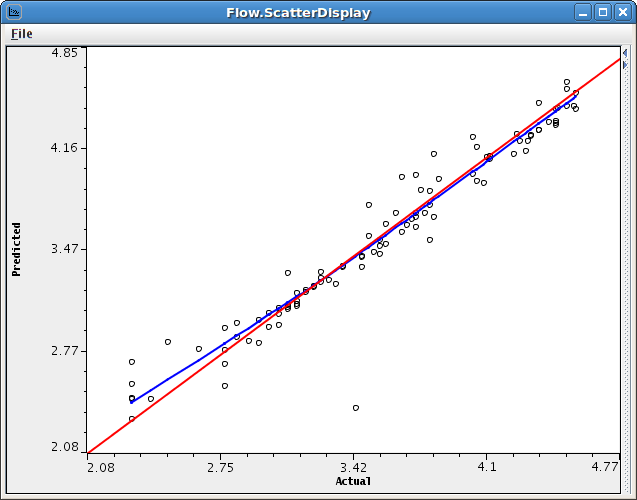 Flow.ScatterDisplay
File
4.85
4.16
3.47
2.77
2.08
Predicted
2.08 2.75 3.42 4.1 4.77
Actual